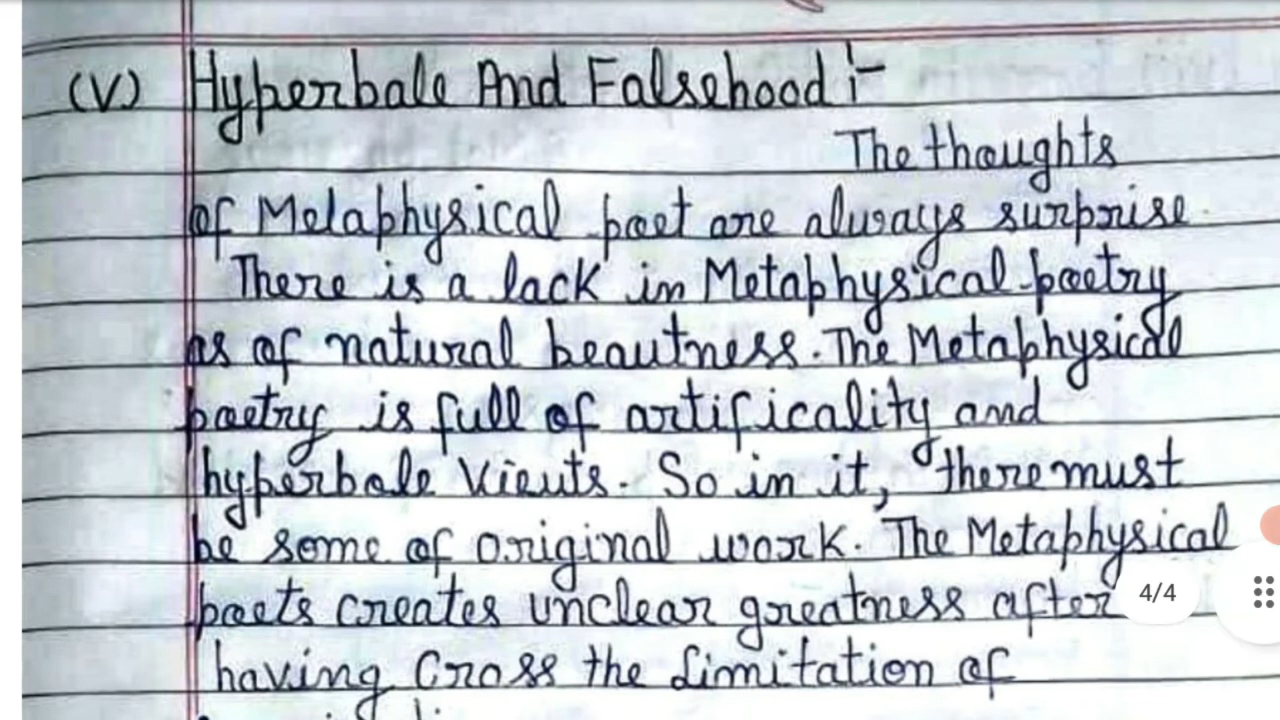 (V) Hyperbale And Falsehood :-
The thoughts
of Metaphysical poet are always surprise.
There is a lack in Metaphysical poetry
as of natural beautness. The Metaphysical
poetry is full of artificality and
hyperbole views. So in it, there must
be some of original work. The Metaphysical
poets creates unclear greatness after
having Cross the Limitation of
4/4